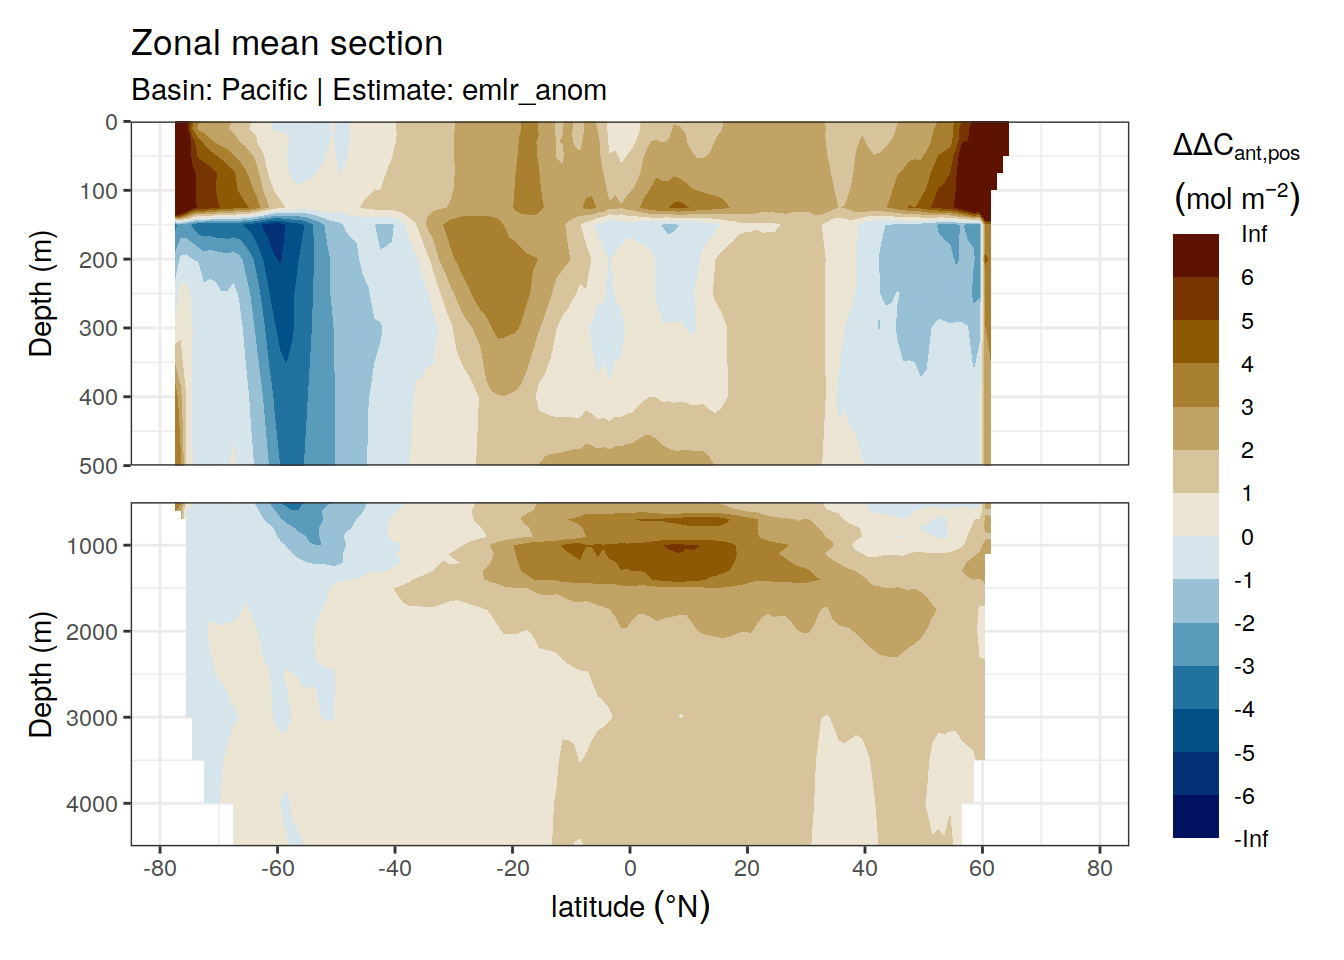 Zonal mean section
Basin: Pacific | Estimate: emlr_anom
0
100
200
300
400
500
Depth (m)
1000
2000
3000
4000
Depth (m)
-80 -60 -40 -20 0 20 40 60 80
latitude (°N)
ΔΔC_ant,pos
(mol m⁻²)
Inf
6
5
4
3
2
1
0
-1
-2
-3
-4
-5
-6
-Inf